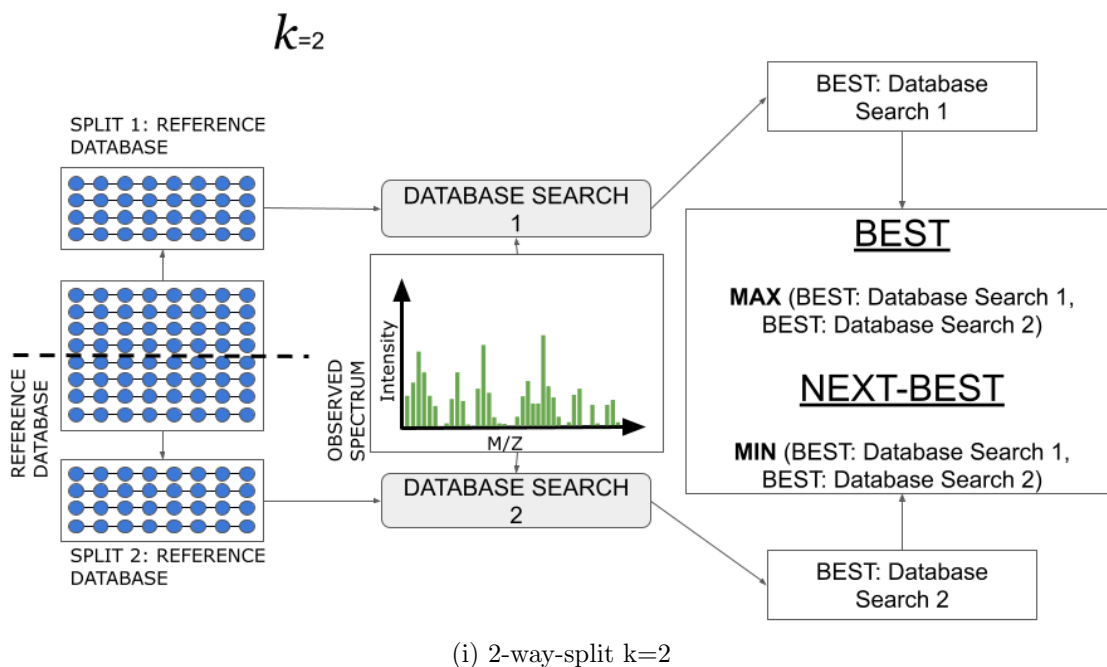 k=2
SPLIT 1: REFERENCE
DATABASE
DATABASE SEARCH
1
BEST: Database
Search 1
REFERENCE
DATABASE
OBSERVED
SPECTRUM
Intensity
M/Z
BEST
MAX (BEST: Database Search 1,
BEST: Database Search 2)
NEXT-BEST
MIN (BEST: Database Search 1,
BEST: Database Search 2)
DATABASE SEARCH
2
SPLIT 2: REFERENCE
DATABASE
BEST: Database
Search 2
(i) 2-way-split k=2